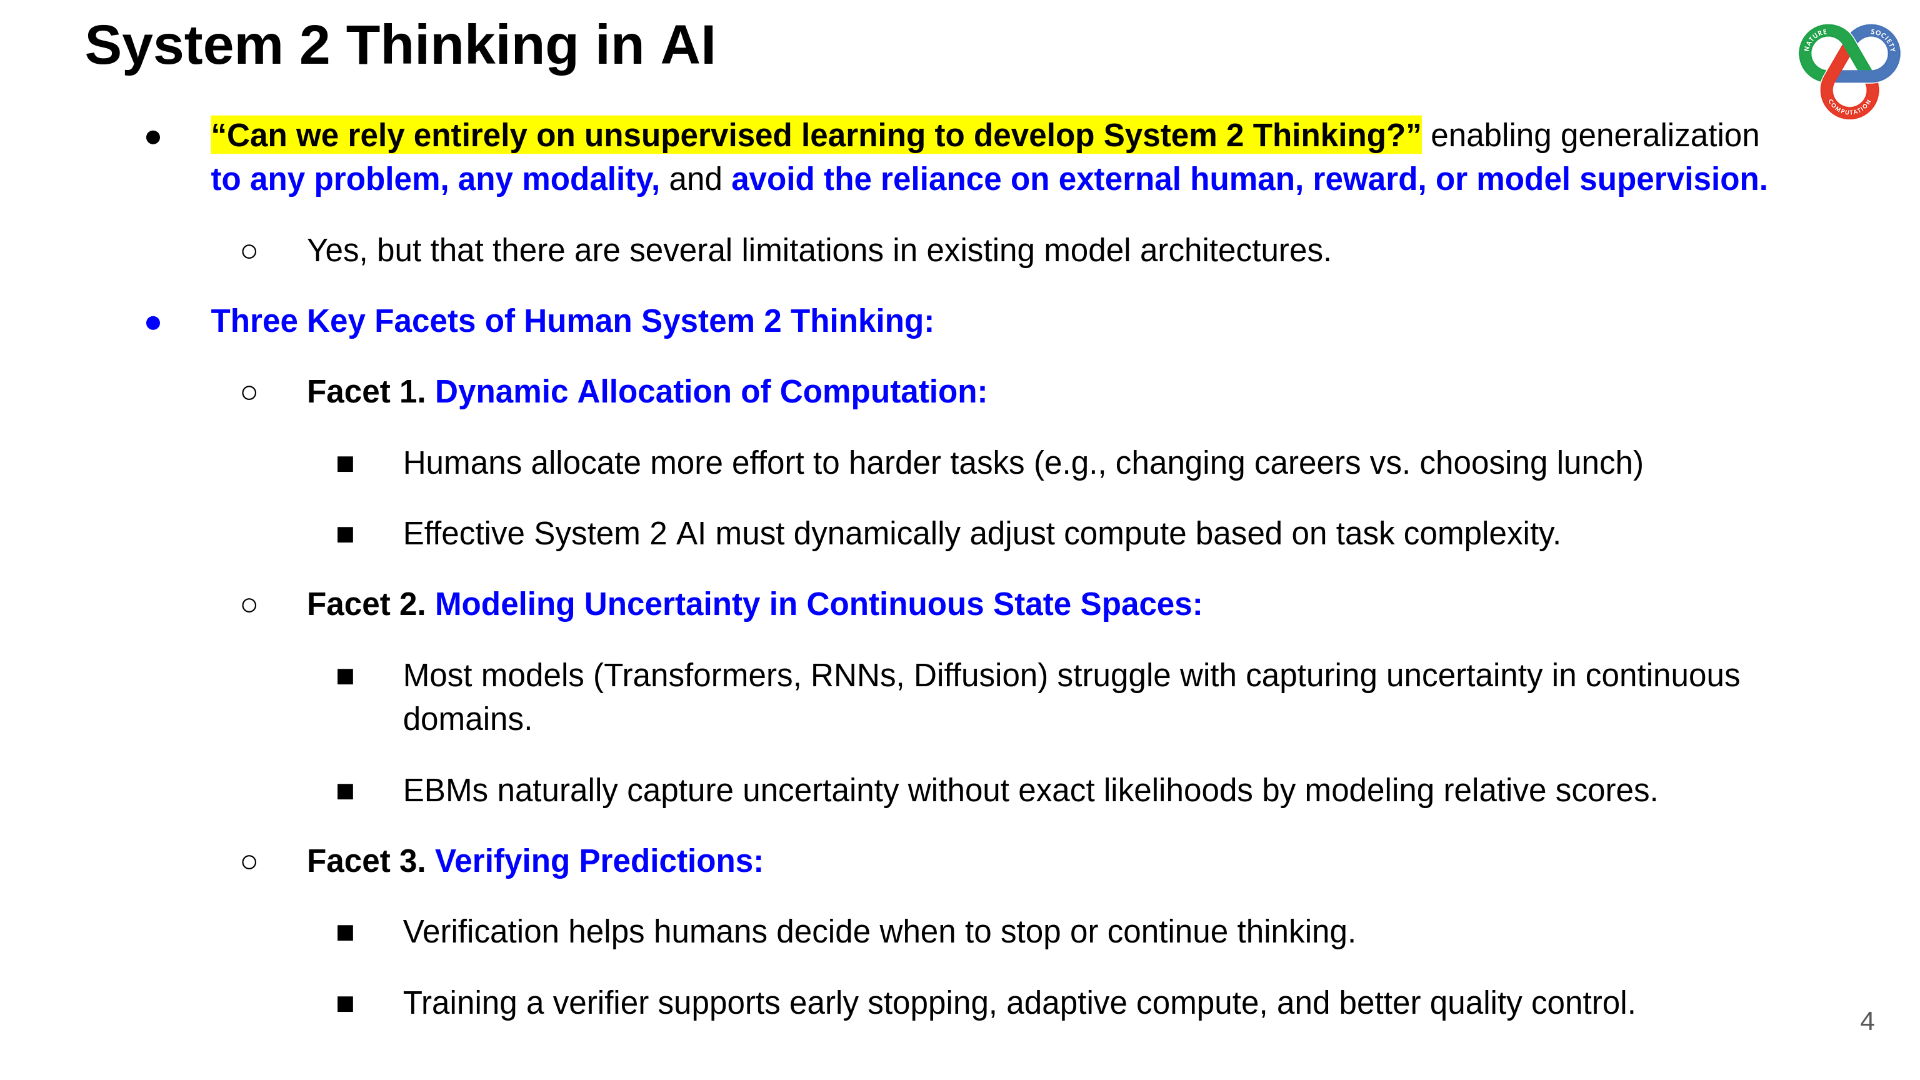 System 2 Thinking in AI
NATURE
SOCIETY
COMPUTATION
● “Can we rely entirely on unsupervised learning to develop System 2 Thinking?” enabling generalization
to any problem, any modality, and avoid the reliance on external human, reward, or model supervision.
○ Yes, but that there are several limitations in existing model architectures.
● Three Key Facets of Human System 2 Thinking:
○ Facet 1. Dynamic Allocation of Computation:
■ Humans allocate more effort to harder tasks (e.g., changing careers vs. choosing lunch)
■ Effective System 2 AI must dynamically adjust compute based on task complexity.
○ Facet 2. Modeling Uncertainty in Continuous State Spaces:
■ Most models (Transformers, RNNs, Diffusion) struggle with capturing uncertainty in continuous
domains.
■ EBMs naturally capture uncertainty without exact likelihoods by modeling relative scores.
○ Facet 3. Verifying Predictions:
■ Verification helps humans decide when to stop or continue thinking.
■ Training a verifier supports early stopping, adaptive compute, and better quality control.
4